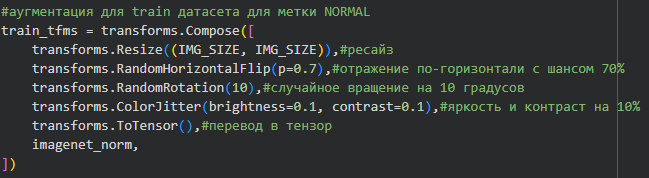 #аугментация для train датасета для метки NORMAL
train_tfms = transforms.Compose([
    transforms.Resize((IMG_SIZE, IMG_SIZE)),#ресайз
    transforms.RandomHorizontalFlip(p=0.7),#отражение по-горизонтали с шансом 70%
    transforms.RandomRotation(10),#случайное вращение на 10 градусов
    transforms.ColorJitter(brightness=0.1, contrast=0.1),#яркость и контраст на 10%
    transforms.ToTensor(),#перевод в тензор
    imagenet_norm,
])